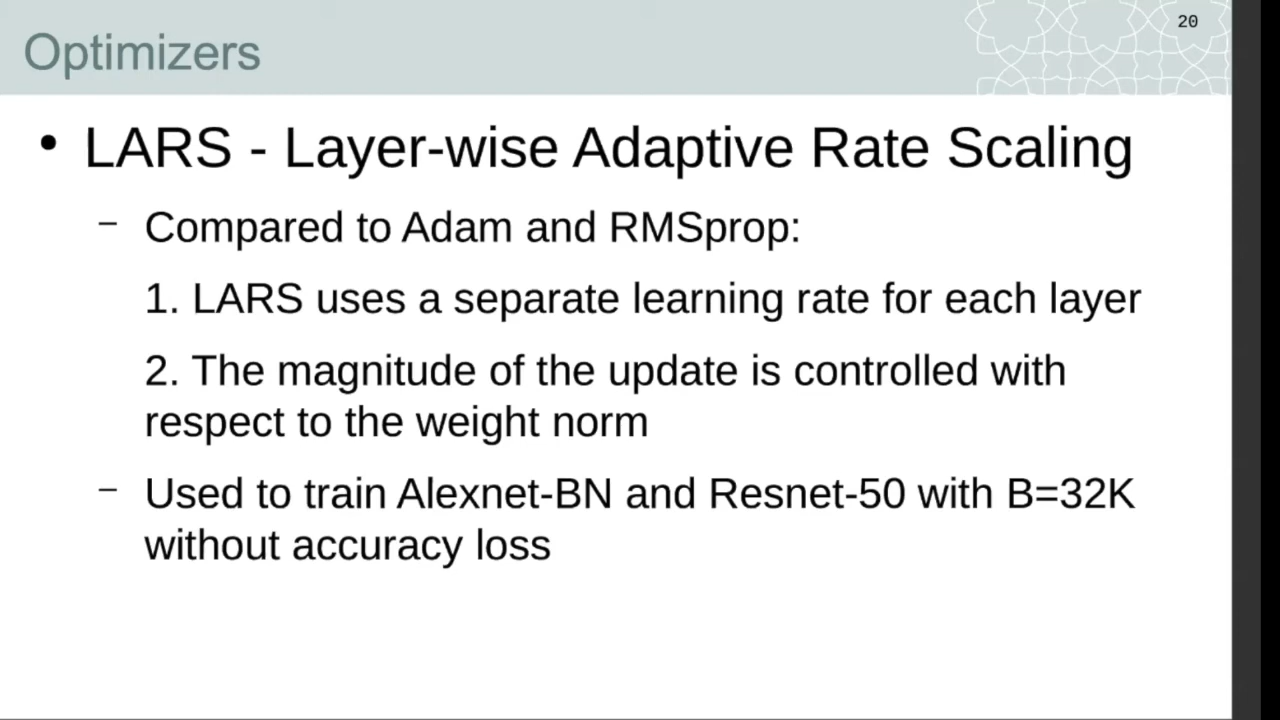 20
Optimizers
• LARS - Layer-wise Adaptive Rate Scaling
– Compared to Adam and RMSprop:
1. LARS uses a separate learning rate for each layer
2. The magnitude of the update is controlled with
respect to the weight norm
– Used to train Alexnet-BN and Resnet-50 with B=32K
without accuracy loss